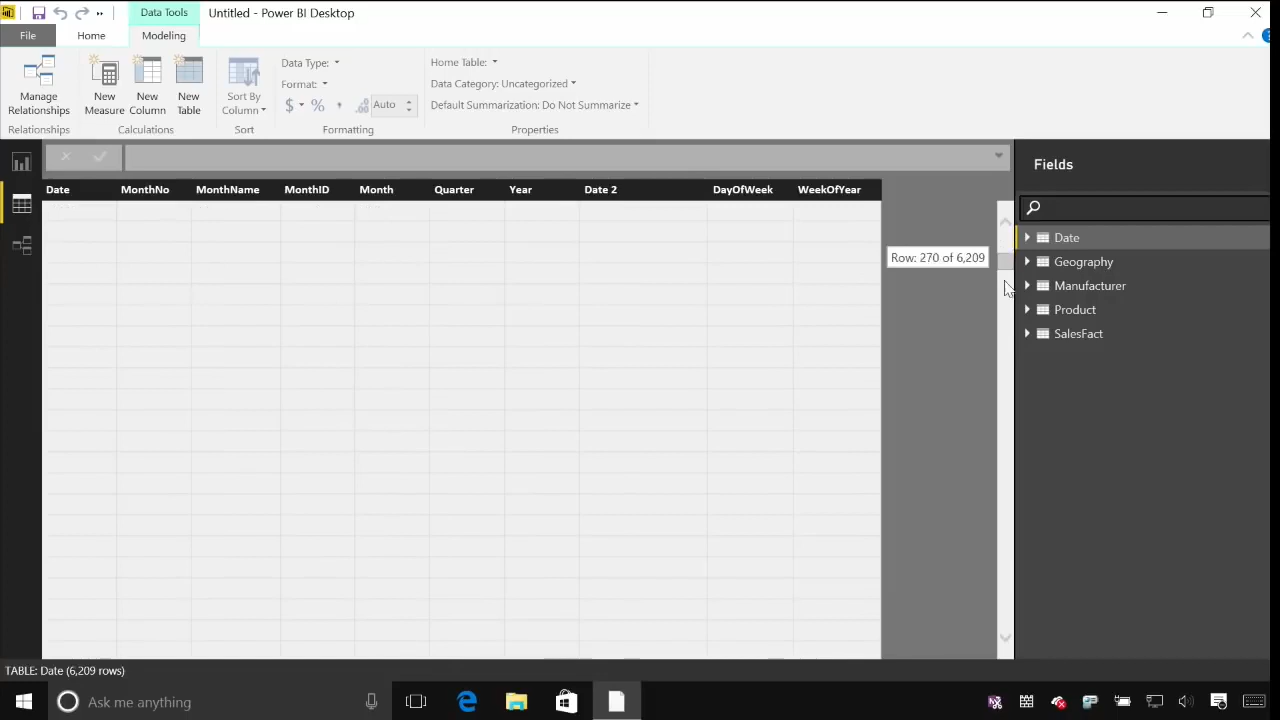 Data Tools
Untitled - Power BI Desktop
File
Home
Modeling
Manage Relationships
New Measure
New Column
New Table
Sort By Column
Data Type:
Format:
$ % , Auto
Home Table:
Data Category: Uncategorized
Default Summarization: Do Not Summarize
Relationships
Calculations
Sort
Formatting
Properties
Fields
Date MonthNo MonthName MonthID Month Quarter Year Date 2 DayOfWeek WeekOfYear
Row: 270 of 6,209
Date
Geography
Manufacturer
Product
SalesFact
TABLE: Date (6,209 rows)
Ask me anything